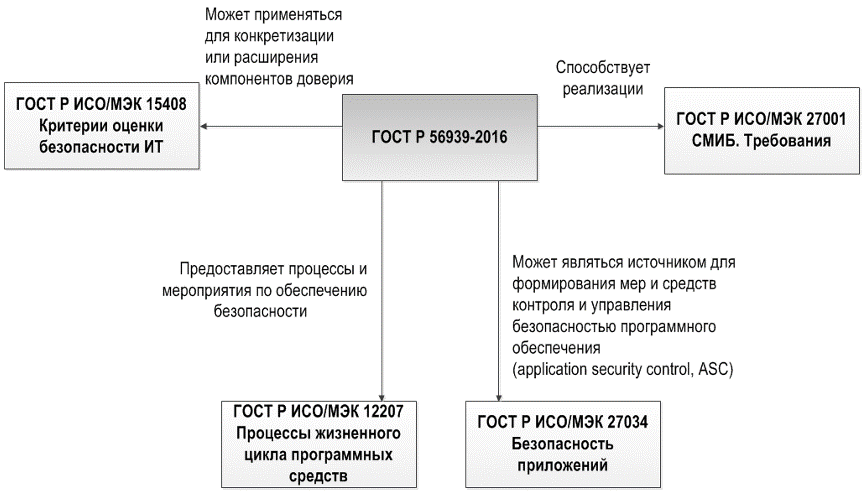 Может применяться
для конкретизации
или расширения
компонентов доверия
Способствует
реализации
ГОСТ Р ИСО/МЭК 15408
Критерии оценки
безопасности ИТ
ГОСТ Р 56939-2016
ГОСТ Р ИСО/МЭК 27001
СМИБ. Требования
Предоставляет процессы и
мероприятия по обеспечению
безопасности
Может являться источником для
формирования мер и средств
контроля и управления
безопасностью программного
обеспечения
(application security control, ASC)
ГОСТ Р ИСО/МЭК 12207
Процессы жизненного
цикла программных
средств
ГОСТ Р ИСО/МЭК 27034
Безопасность
приложений